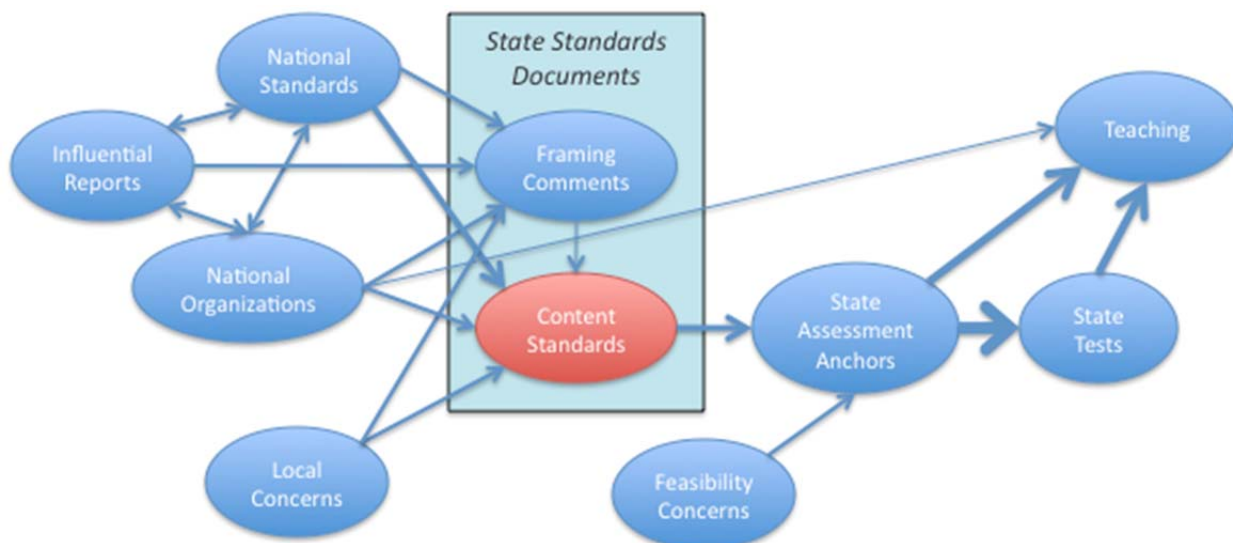 State Standards
Documents
National
Standards
Influential
Reports
Framing
Comments
Teaching
National
Organizations
Content
Standards
State
Assessment
Anchors
State
Tests
Local
Concerns
Feasibility
Concerns